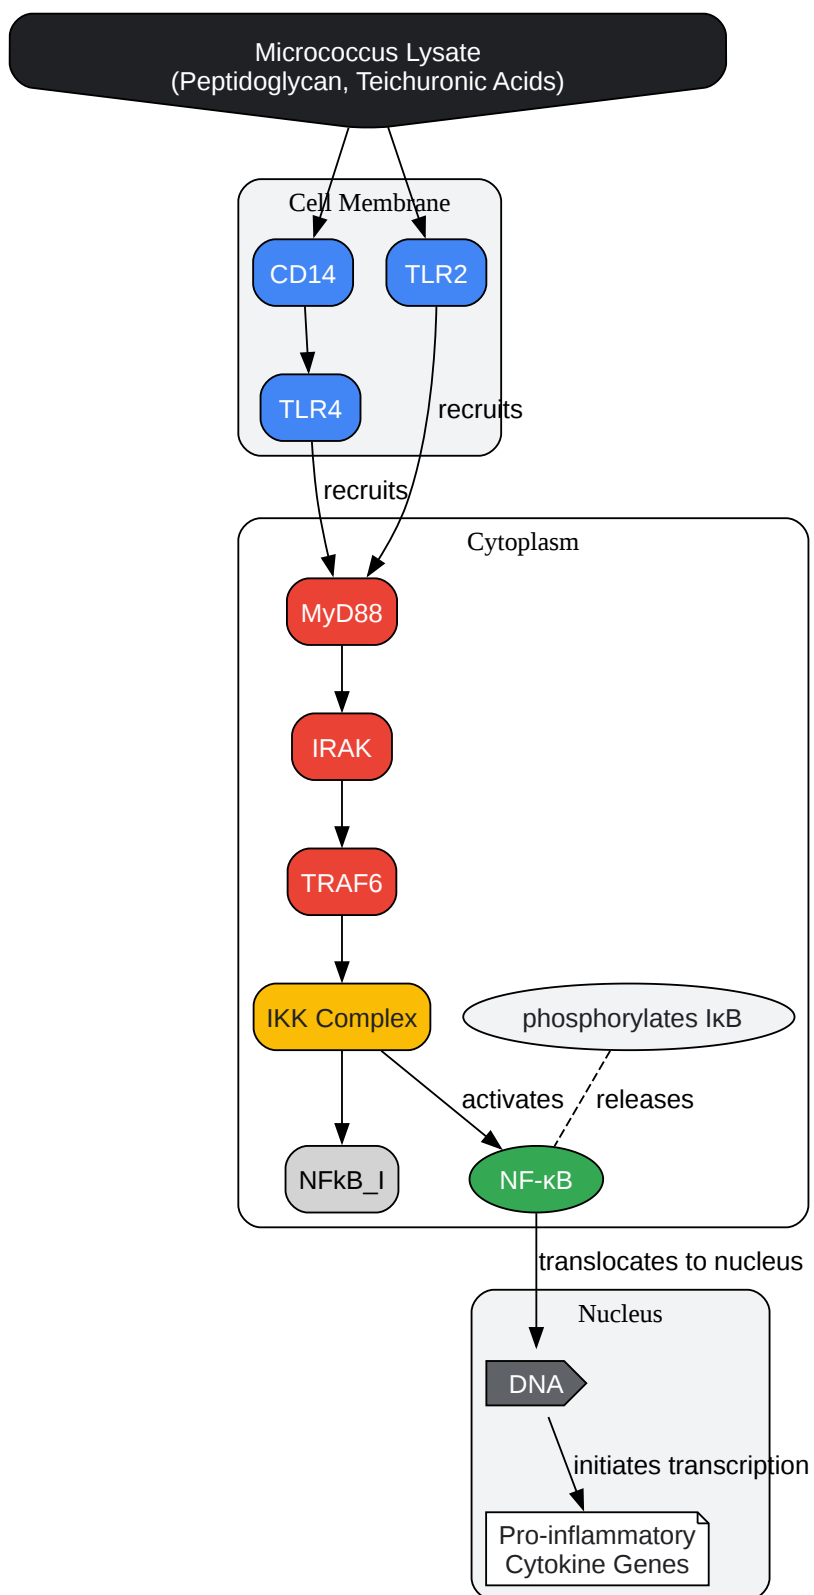 Micrococcus Lysate
(Peptidoglycan, Teichuronic Acids)
Cell Membrane
CD14
TLR2
TLR4
recruits
recruits
Cytoplasm
MyD88
IRAK
TRAF6
IKK Complex
phosphorylates IκB
activates
releases
NFkB_I
NF-κB
translocates to nucleus
Nucleus
DNA
initiates transcription
Pro-inflammatory
Cytokine Genes